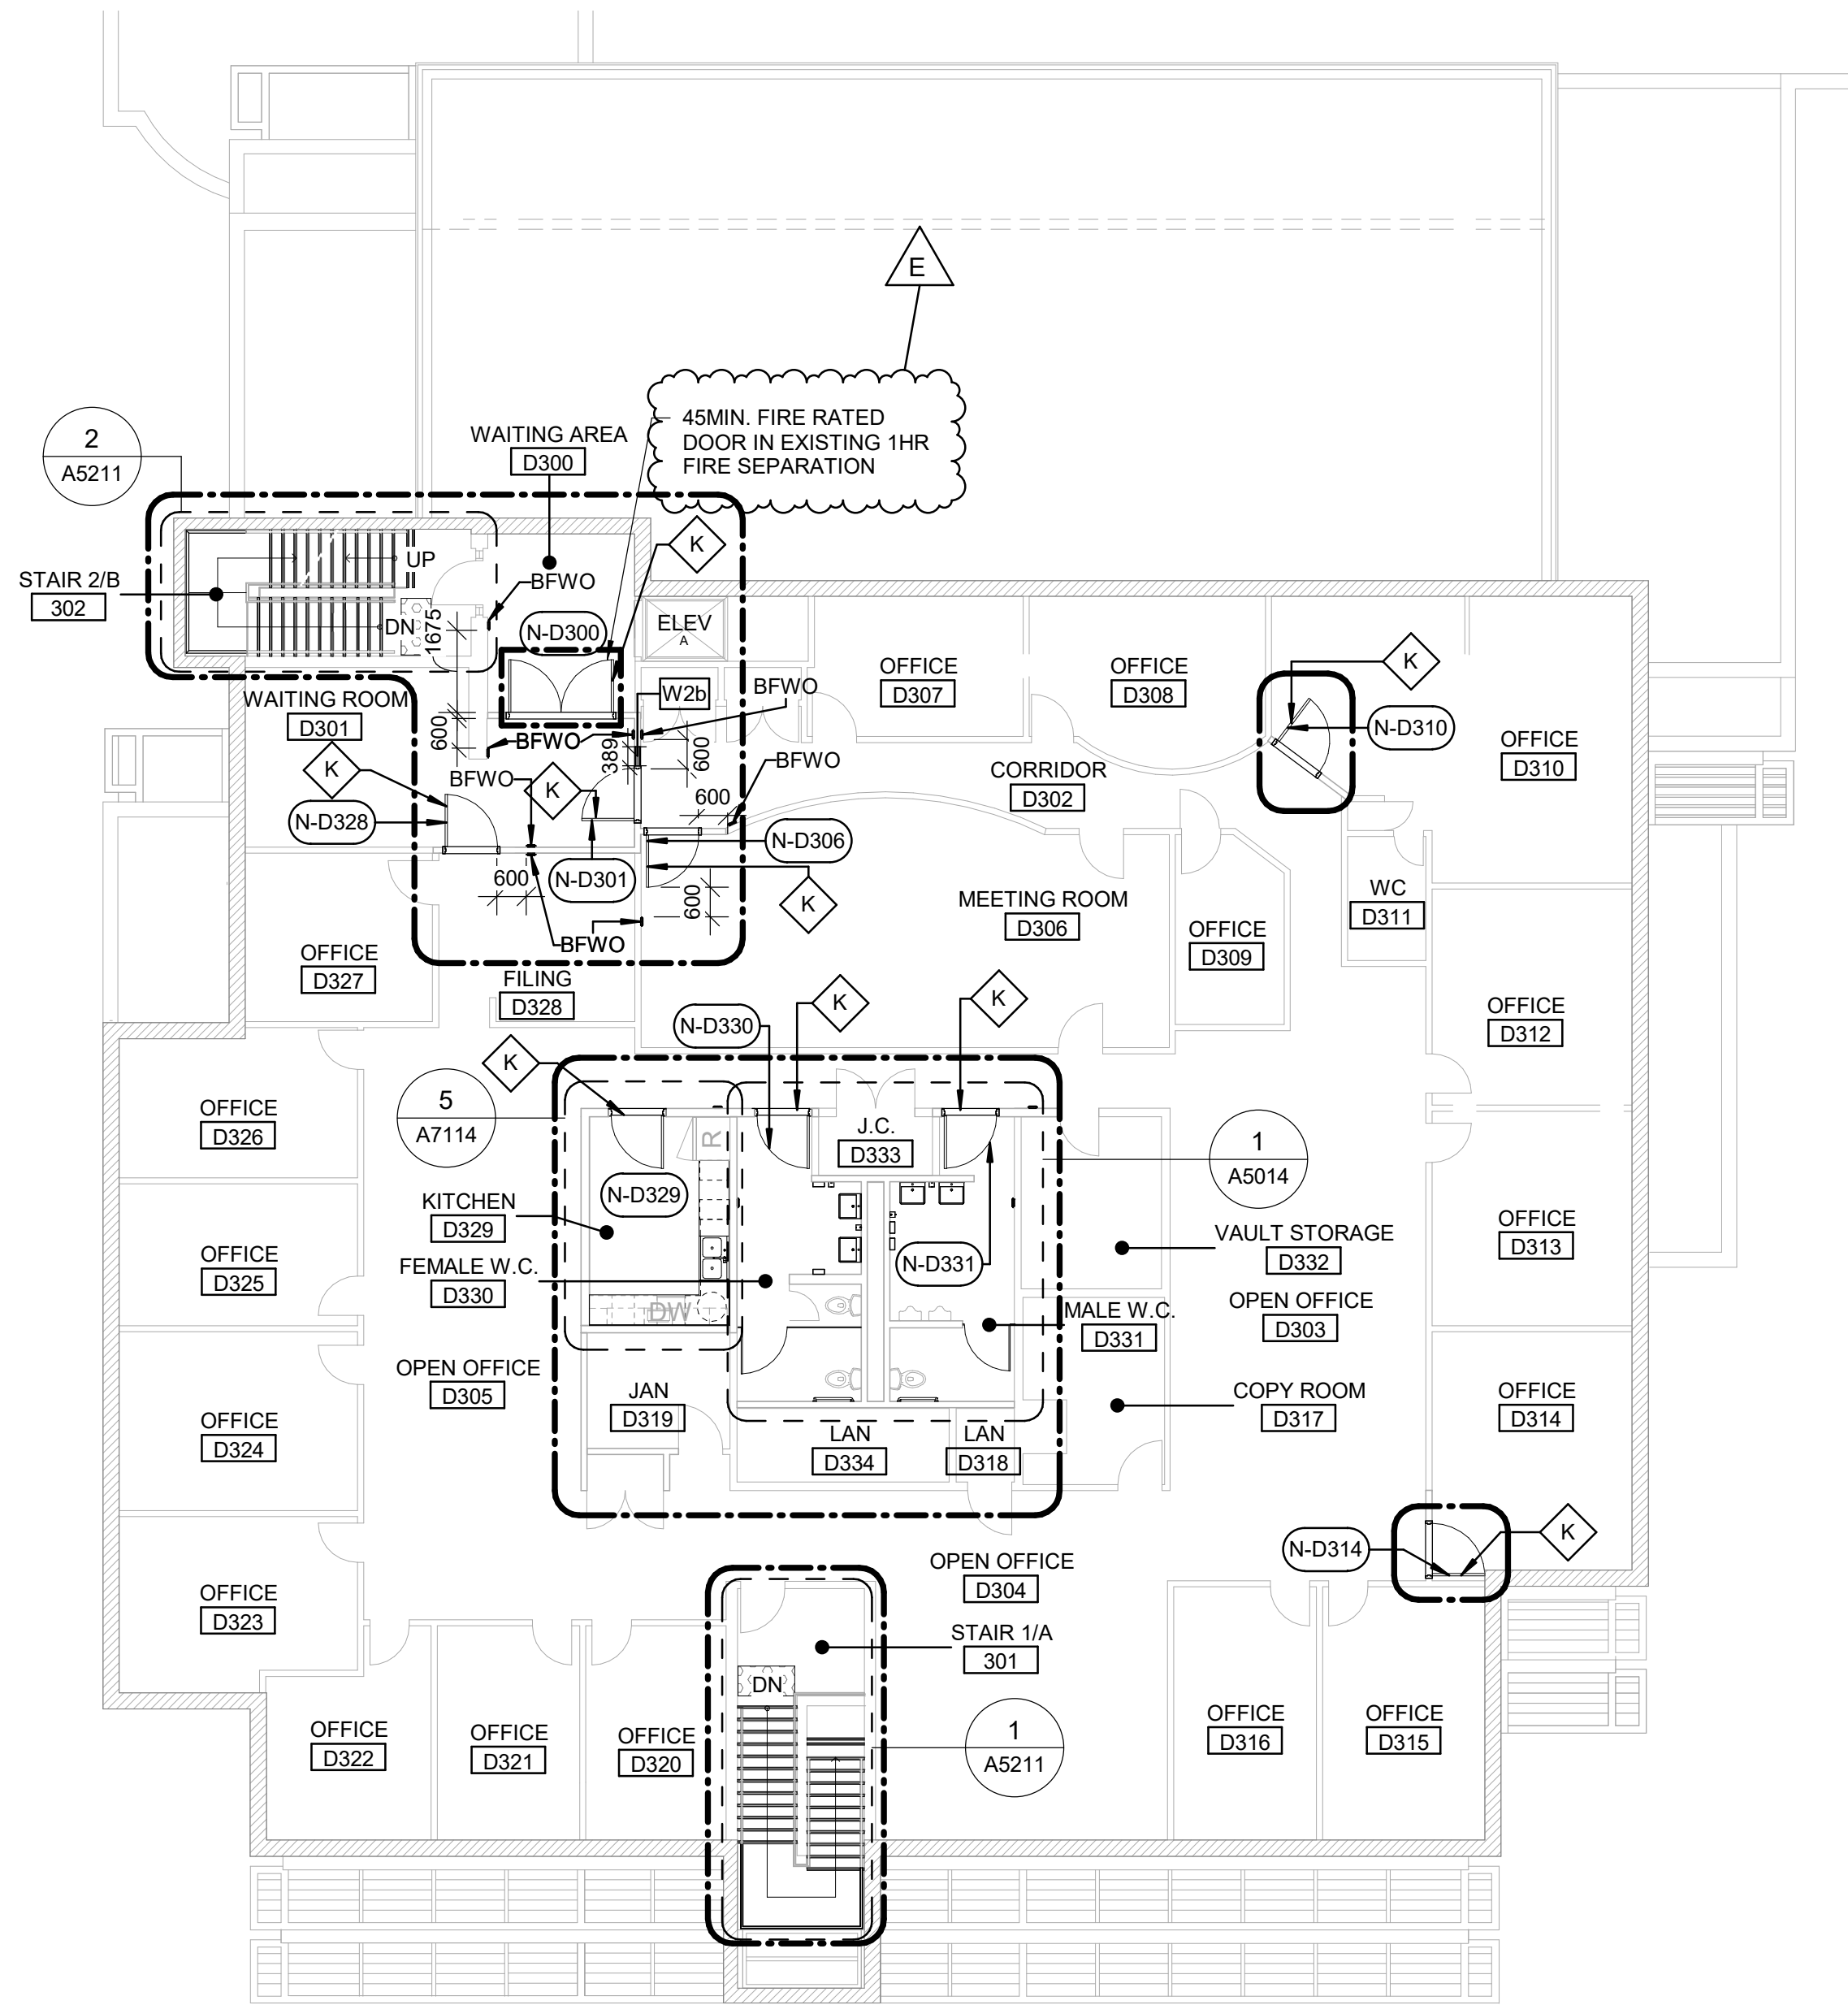 E
45MIN. FIRE RATED
DOOR IN EXISTING 1HR
FIRE SEPARATION
2
A5211
WAITING AREA
D300
K
UP
BFWO
STAIR 2/B
302
DN
1675
N-D300
ELEV
A
OFFICE
D307
OFFICE
D308
K
W2b
BFWO
WAITING ROOM
D301
600
BFWO
389
600
N-D310
OFFICE
D310
K
BFWO
K
BFWO
CORRIDOR
D302
600
N-D328
N-D306
600
N-D301
K
600
WC
D311
MEETING ROOM
D306
OFFICE
D309
BFWO
OFFICE
D327
FILING
D328
K
K
N-D330
OFFICE
D312
K
5
A7114
OFFICE
D326
R
J.C.
D333
1
A5014
N-D329
KITCHEN
D329
VAULT STORAGE
D332
OFFICE
D313
OFFICE
D325
FEMALE W.C.
D330
N-D331
DW
OPEN OFFICE
D303
MALE W.C.
D331
OPEN OFFICE
D305
JAN
D319
COPY ROOM
D317
OFFICE
D314
OFFICE
D324
LAN
D334
LAN
D318
N-D314
K
OPEN OFFICE
D304
OFFICE
D323
STAIR 1/A
301
DN
OFFICE
D322
OFFICE
D321
OFFICE
D320
1
A5211
OFFICE
D316
OFFICE
D315